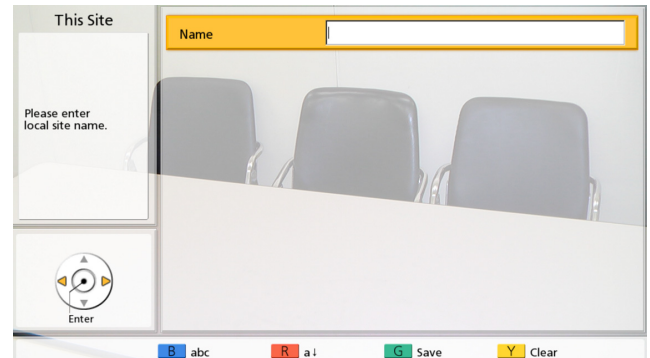 This Site
Name
Please enter
local site name.
Enter
B abc
R a↓
G Save
Y Clear